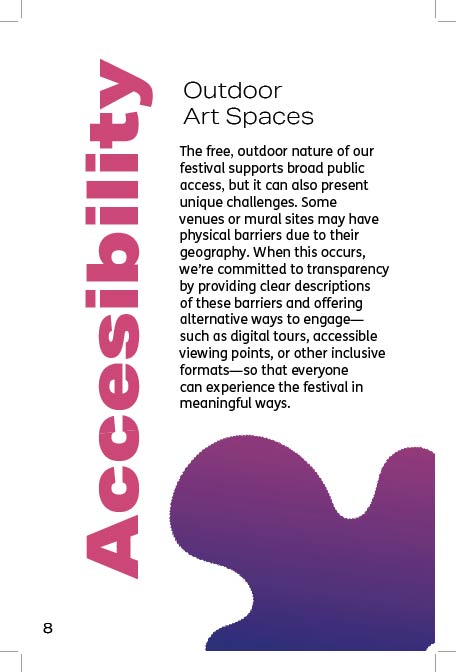 Accesibility
Outdoor
Art Spaces
The free, outdoor nature of our
festival supports broad public
access, but it can also present
unique challenges. Some
venues or mural sites may have
physical barriers due to their
geography. When this occurs,
we're committed to transparency
by providing clear descriptions
of these barriers and offering
alternative ways to engage—
such as digital tours, accessible
viewing points, or other inclusive
formats—so that everyone
can experience the festival in
meaningful ways.
8